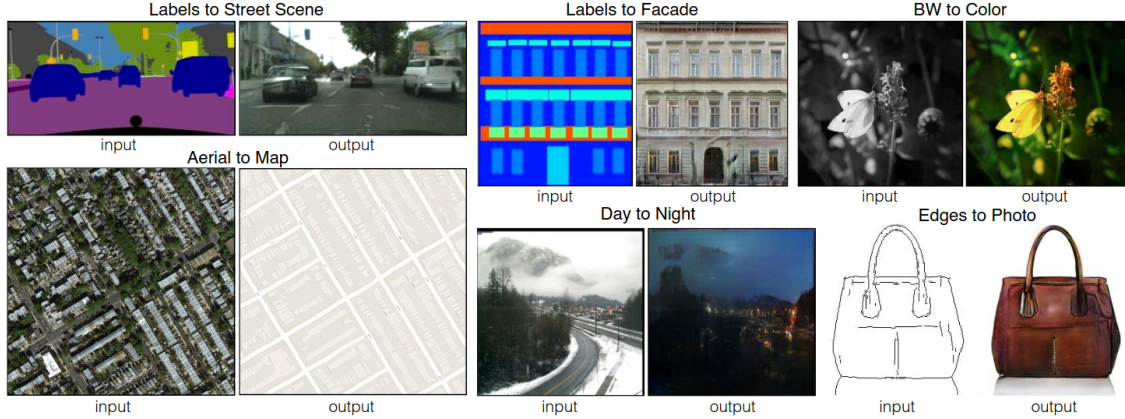 Labels to Street Scene
input
output
Aerial to Map
input
output
Labels to Facade
input
output
BW to Color
input
output
Day to Night
input
output
Edges to Photo
input
output